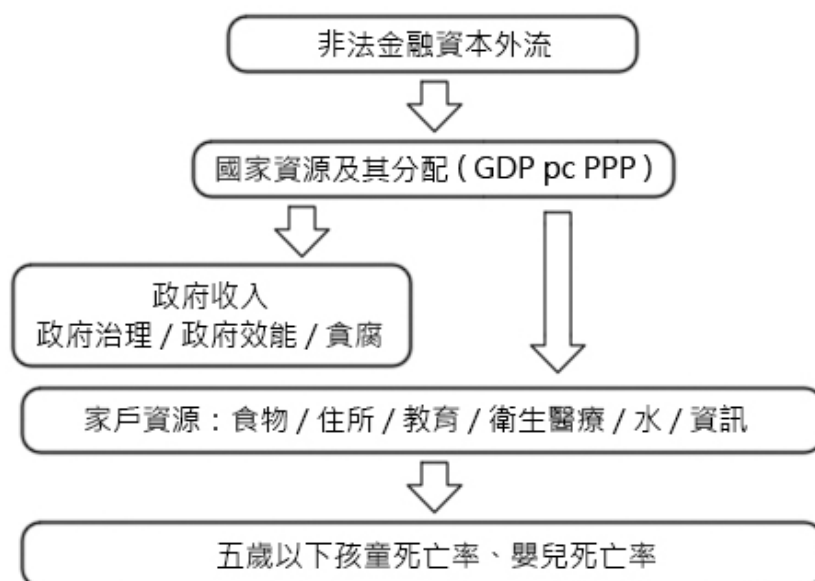 非法金融資本外流
國家資源及其分配 ( GDP pc PPP )
政府收入
政府治理 / 政府效能 / 貪腐
家戶資源：食物 / 住所 / 教育 / 衛生醫療 / 水 / 資訊
五歲以下孩童死亡率、嬰兒死亡率